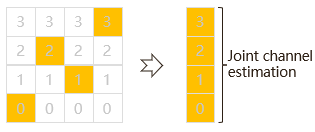 3 3 3 3
2 2 2 2
1 1 1 1
0 0 0 0
3
2
1
0
Joint channel
estimation